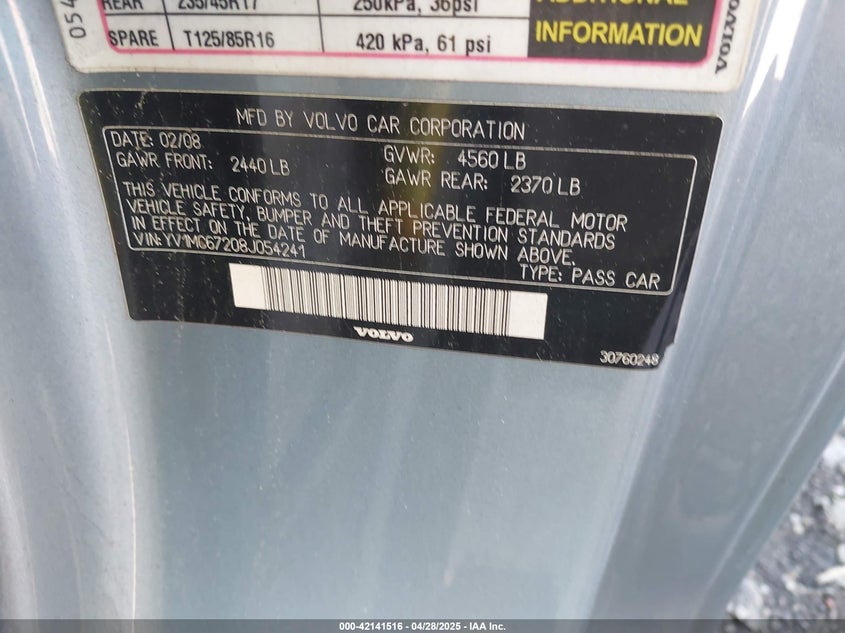 054
REAR 235/45R17 250kPa, 36psi
SPARE T125/85R16 420 kPa, 61 psi
ADDITIONAL
INFORMATION
MFD BY VOLVO CAR CORPORATION
DATE: 02/08 GVWR: 4560 LB
GAWR FRONT: 2440 LB GAWR REAR: 2370 LB
THIS VEHICLE CONFORMS TO ALL APPLICABLE FEDERAL MOTOR
VEHICLE SAFETY, BUMPER AND THEFT PREVENTION STANDARDS
IN EFFECT ON THE DATE OF MANUFACTURE SHOWN ABOVE.
VIN: YV1MC67208J054241 TYPE: PASS CAR
VOLVO
30760248
000-42141516 - 04/28/2025 - IAA Inc.